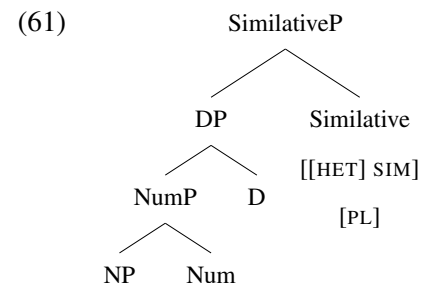 (61) SimilativeP
DP Similative
[[HET] SIM]
NumP D
[PL]
NP Num